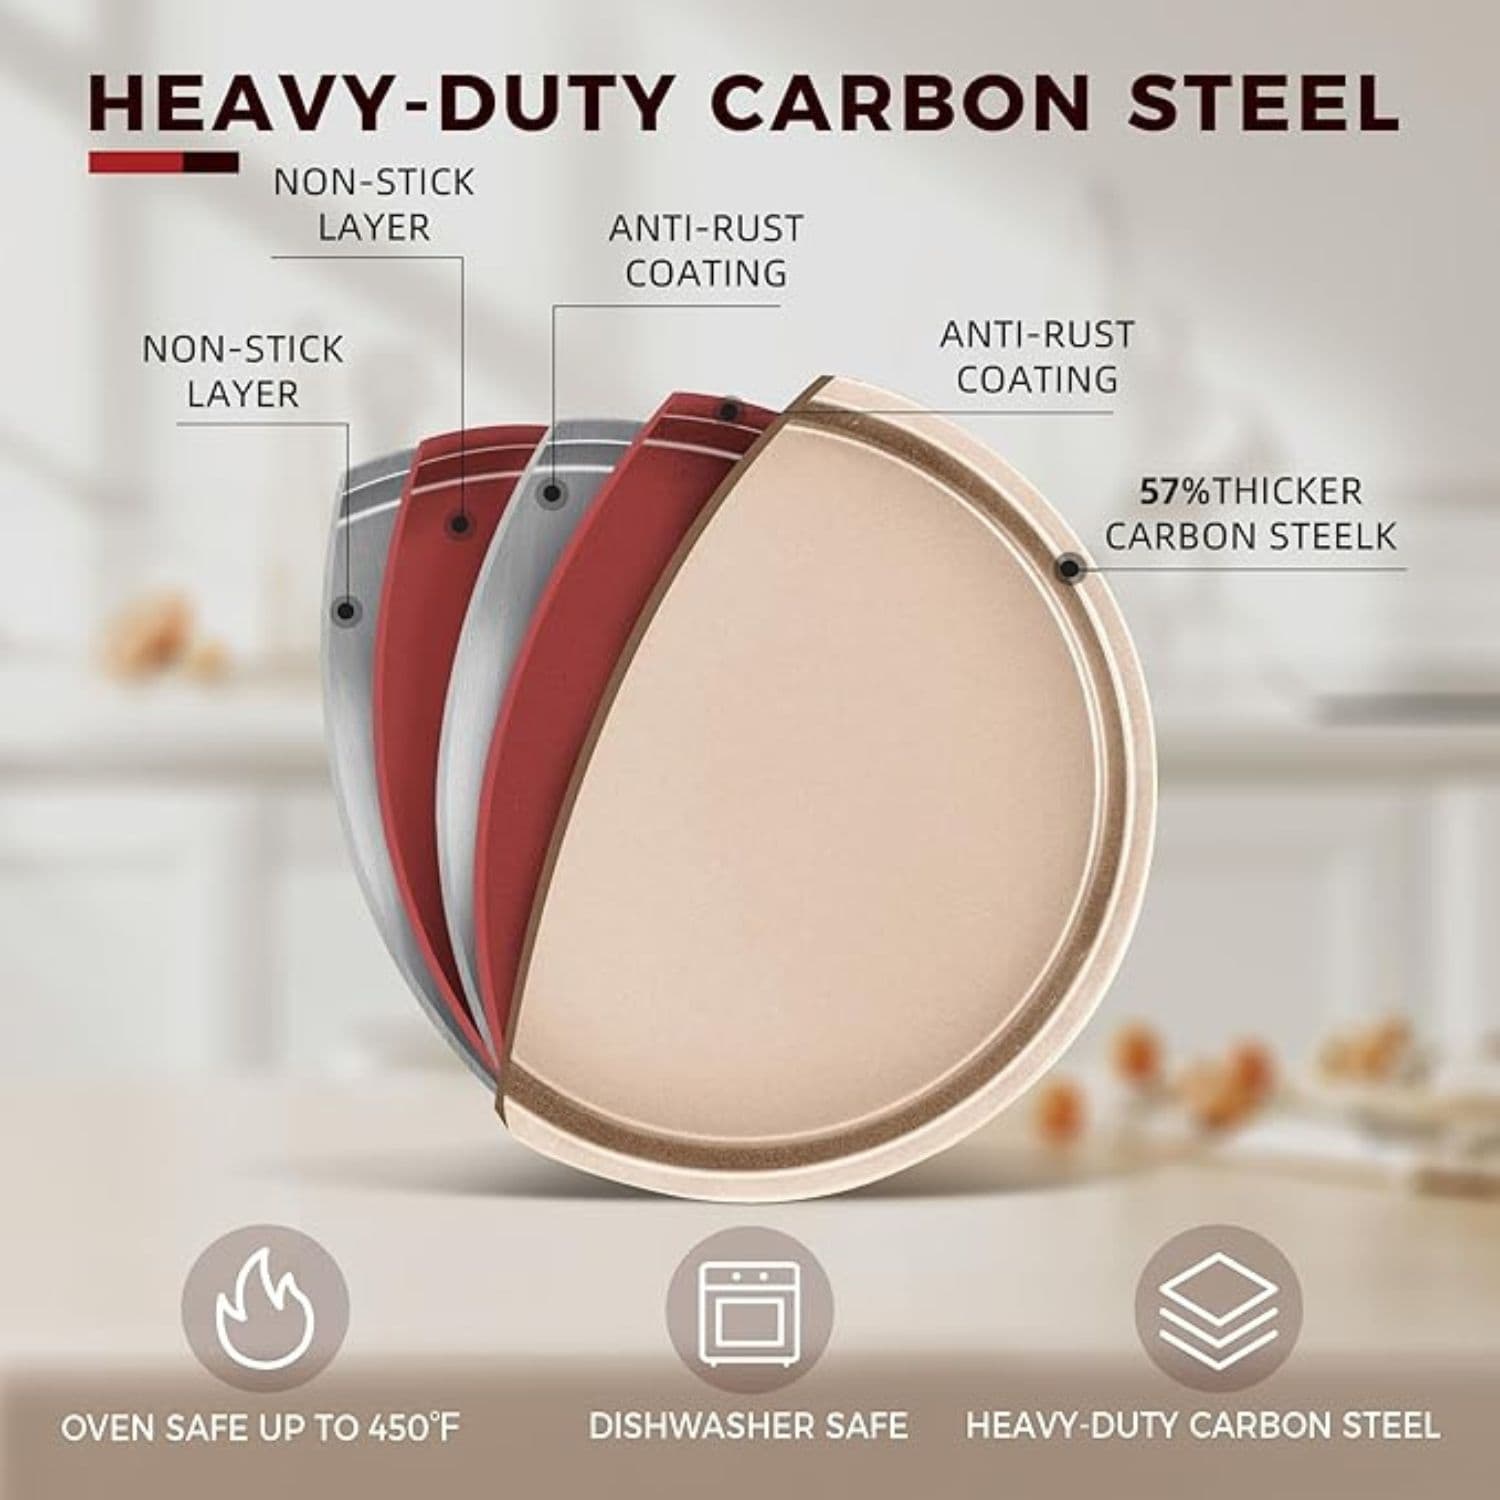 HEAVY-DUTY CARBON STEEL
NON-STICK
LAYER
ANTI-RUST
COATING
NON-STICK
LAYER
ANTI-RUST
COATING
57%THICKER
CARBON STEELK
OVEN SAFE UP TO 450°F
DISHWASHER SAFE
HEAVY-DUTY CARBON STEEL